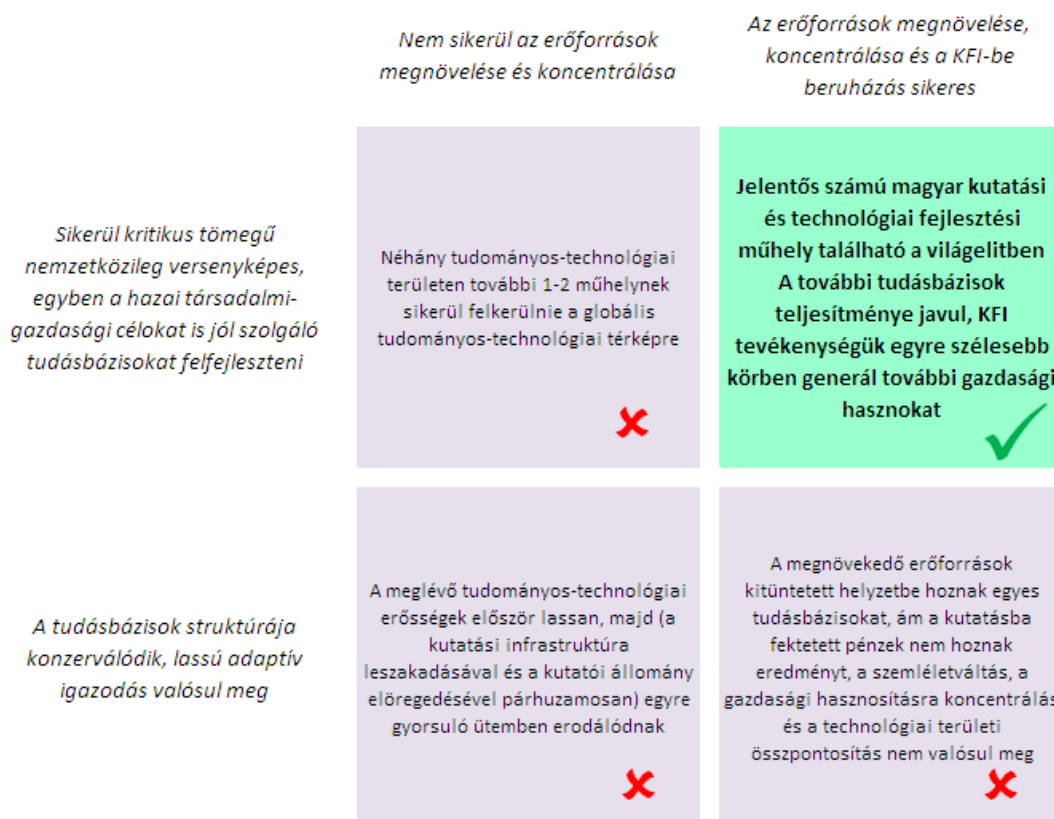 Nem sikerül az erőforrások
megnövelése és koncentrálása
Az erőforrások megnövelése,
koncentrálása és a KFI-be
beruházás sikeres
Sikerül kritikus tömegű
nemzetközileg versenyképes,
egyben a hazai társadalmi-
gazdasági célokat is jól szolgáló
tudásbázisokat felfejleszteni
Néhány tudományos-technológiai
területen további 1-2 műhelynek
sikerül felkerülnie a globális
tudományos-technológiai térképre
Jelentős számú magyar kutatási
és technológiai fejlesztési
műhely található a világelitben
A további tudásbázisok
teljesítménye javul, KFI
tevékenységük egyre szélesebb
körben generál további gazdasági
hasznokat
A tudásbázisok struktúrája
konzerválódik, lassú adaptív
igazodás valósul meg
A meglévő tudományos-technológiai
erősségek először lassan, majd (a
kutatási infrastruktúra
leszakadásával és a kutatói állomány
elöregedésével párhuzamosan) egyre
gyorsuló ütemben erodálódnak
A megnövekedő erőforrások
kitüntetett helyzetbe hoznak egyes
tudásbázisokat, ám a kutatásba
fektetett pénzek nem hoznak
eredményt, a szemléletváltás, a
gazdasági hasznosításra koncentrálás
és a technológiai területi
összpontosítás nem valósul meg